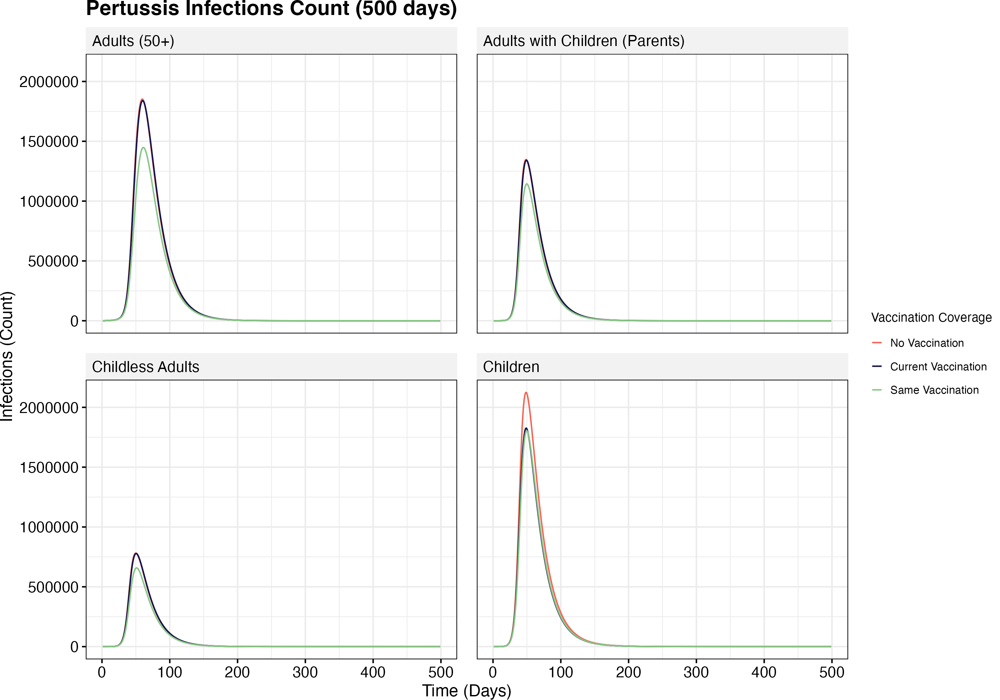 Pertussis Infections Count (500 days)
Adults (50+)
Adults with Children (Parents)
2000000
1500000
1000000
500000
0
Childless Adults
Children
2000000
1500000
1000000
500000
0
0 100 200 300 400 500
0 100 200 300 400 500
Time (Days)
Infections (Count)
Vaccination Coverage
No Vaccination
Current Vaccination
Same Vaccination